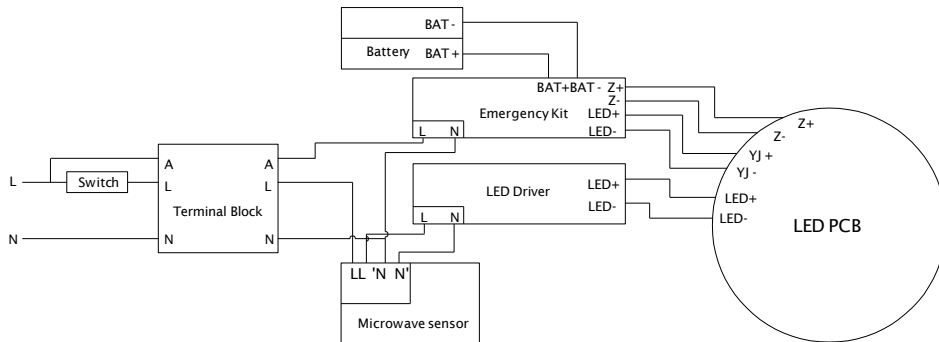 BAT -
Battery
BAT +
BAT+BAT - Z+
Z-
Emergency Kit
LED+
LED-
L N
Z+
Z-
YJ +
YJ -
LED+
LED-
LED PCB
L
Switch
N
A
L
N
Terminal Block
A
L
N
LED Driver
LED+
LED-
L N
LL 'N N'
Microwave sensor